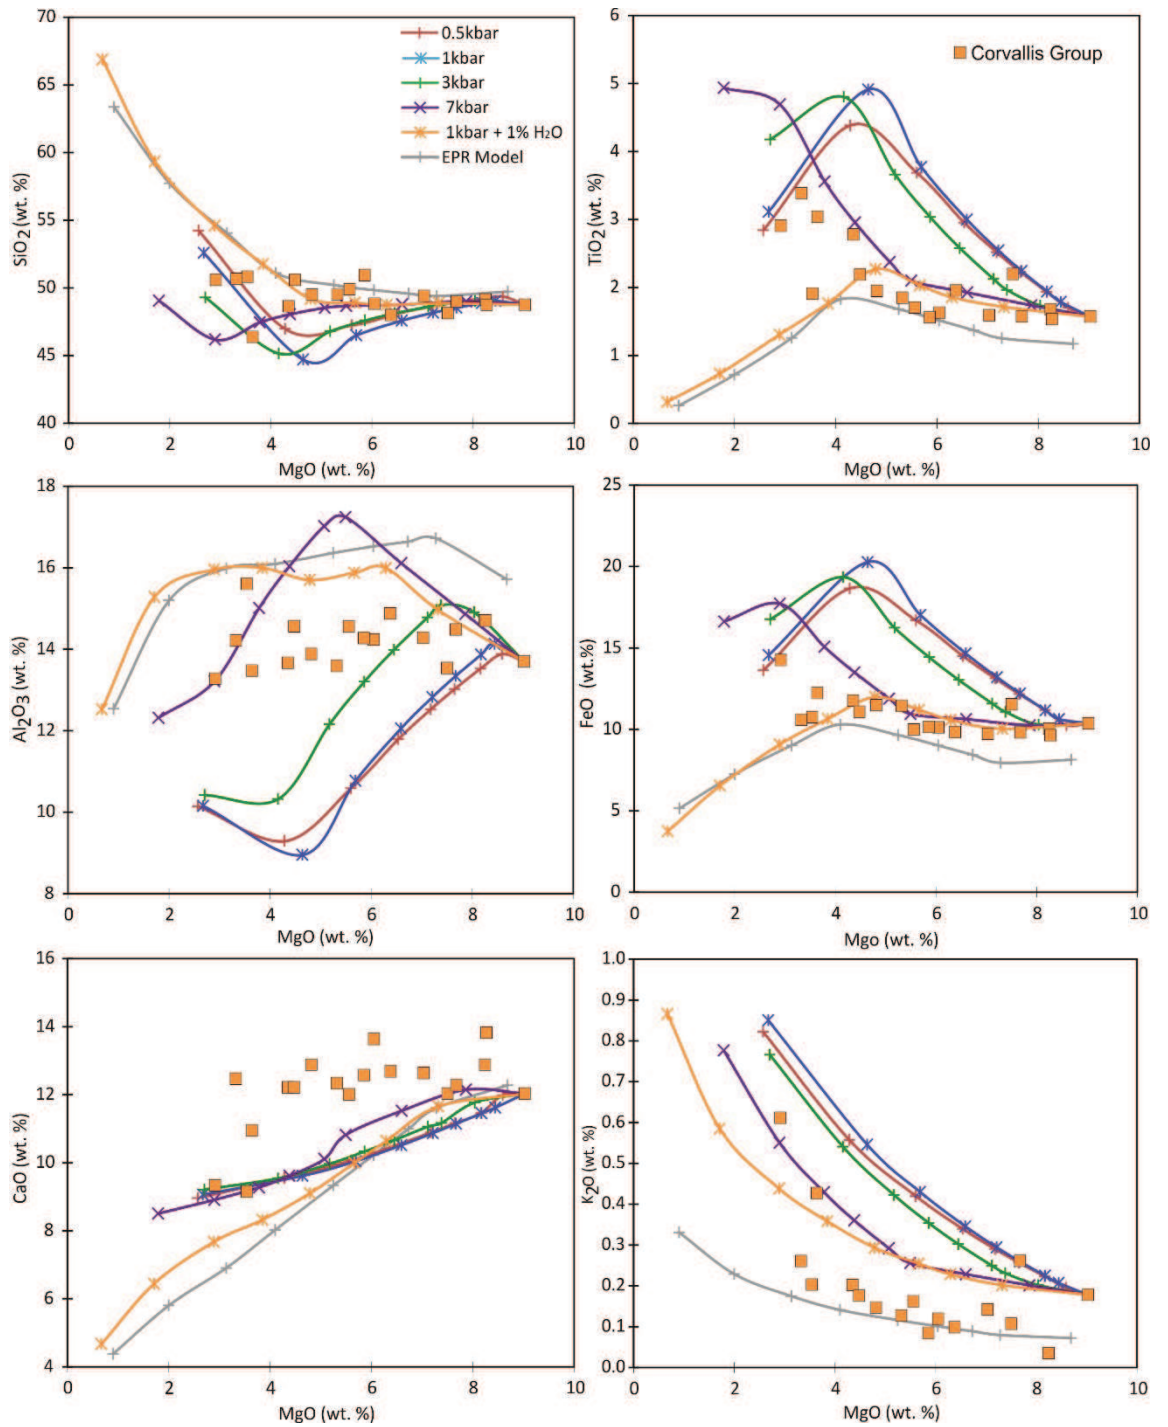 70
65
60
55
50
45
40
SiO2 (wt. %)
0 2 4 6 8 10
MgO (wt. %)
0.5kbar
1kbar
3kbar
7kbar
1kbar + 1% H2O
EPR Model
6
5
4
3
2
1
0
TiO2 (wt. %)
0 2 4 6 8 10
MgO (wt. %)
Corvallis Group
18
16
14
12
10
8
Al2O3 (wt. %)
0 2 4 6 8 10
MgO (wt. %)
25
20
15
10
5
0
FeO (wt.%)
0 2 4 6 8 10
Mgo (wt. %)
16
14
12
10
8
6
4
CaO (wt. %)
0 2 4 6 8 10
MgO (wt. %)
1.0
0.9
0.8
0.7
0.6
0.5
0.4
0.3
0.2
0.1
0.0
K2O (wt. %)
0 2 4 6 8 10
MgO (wt. %)